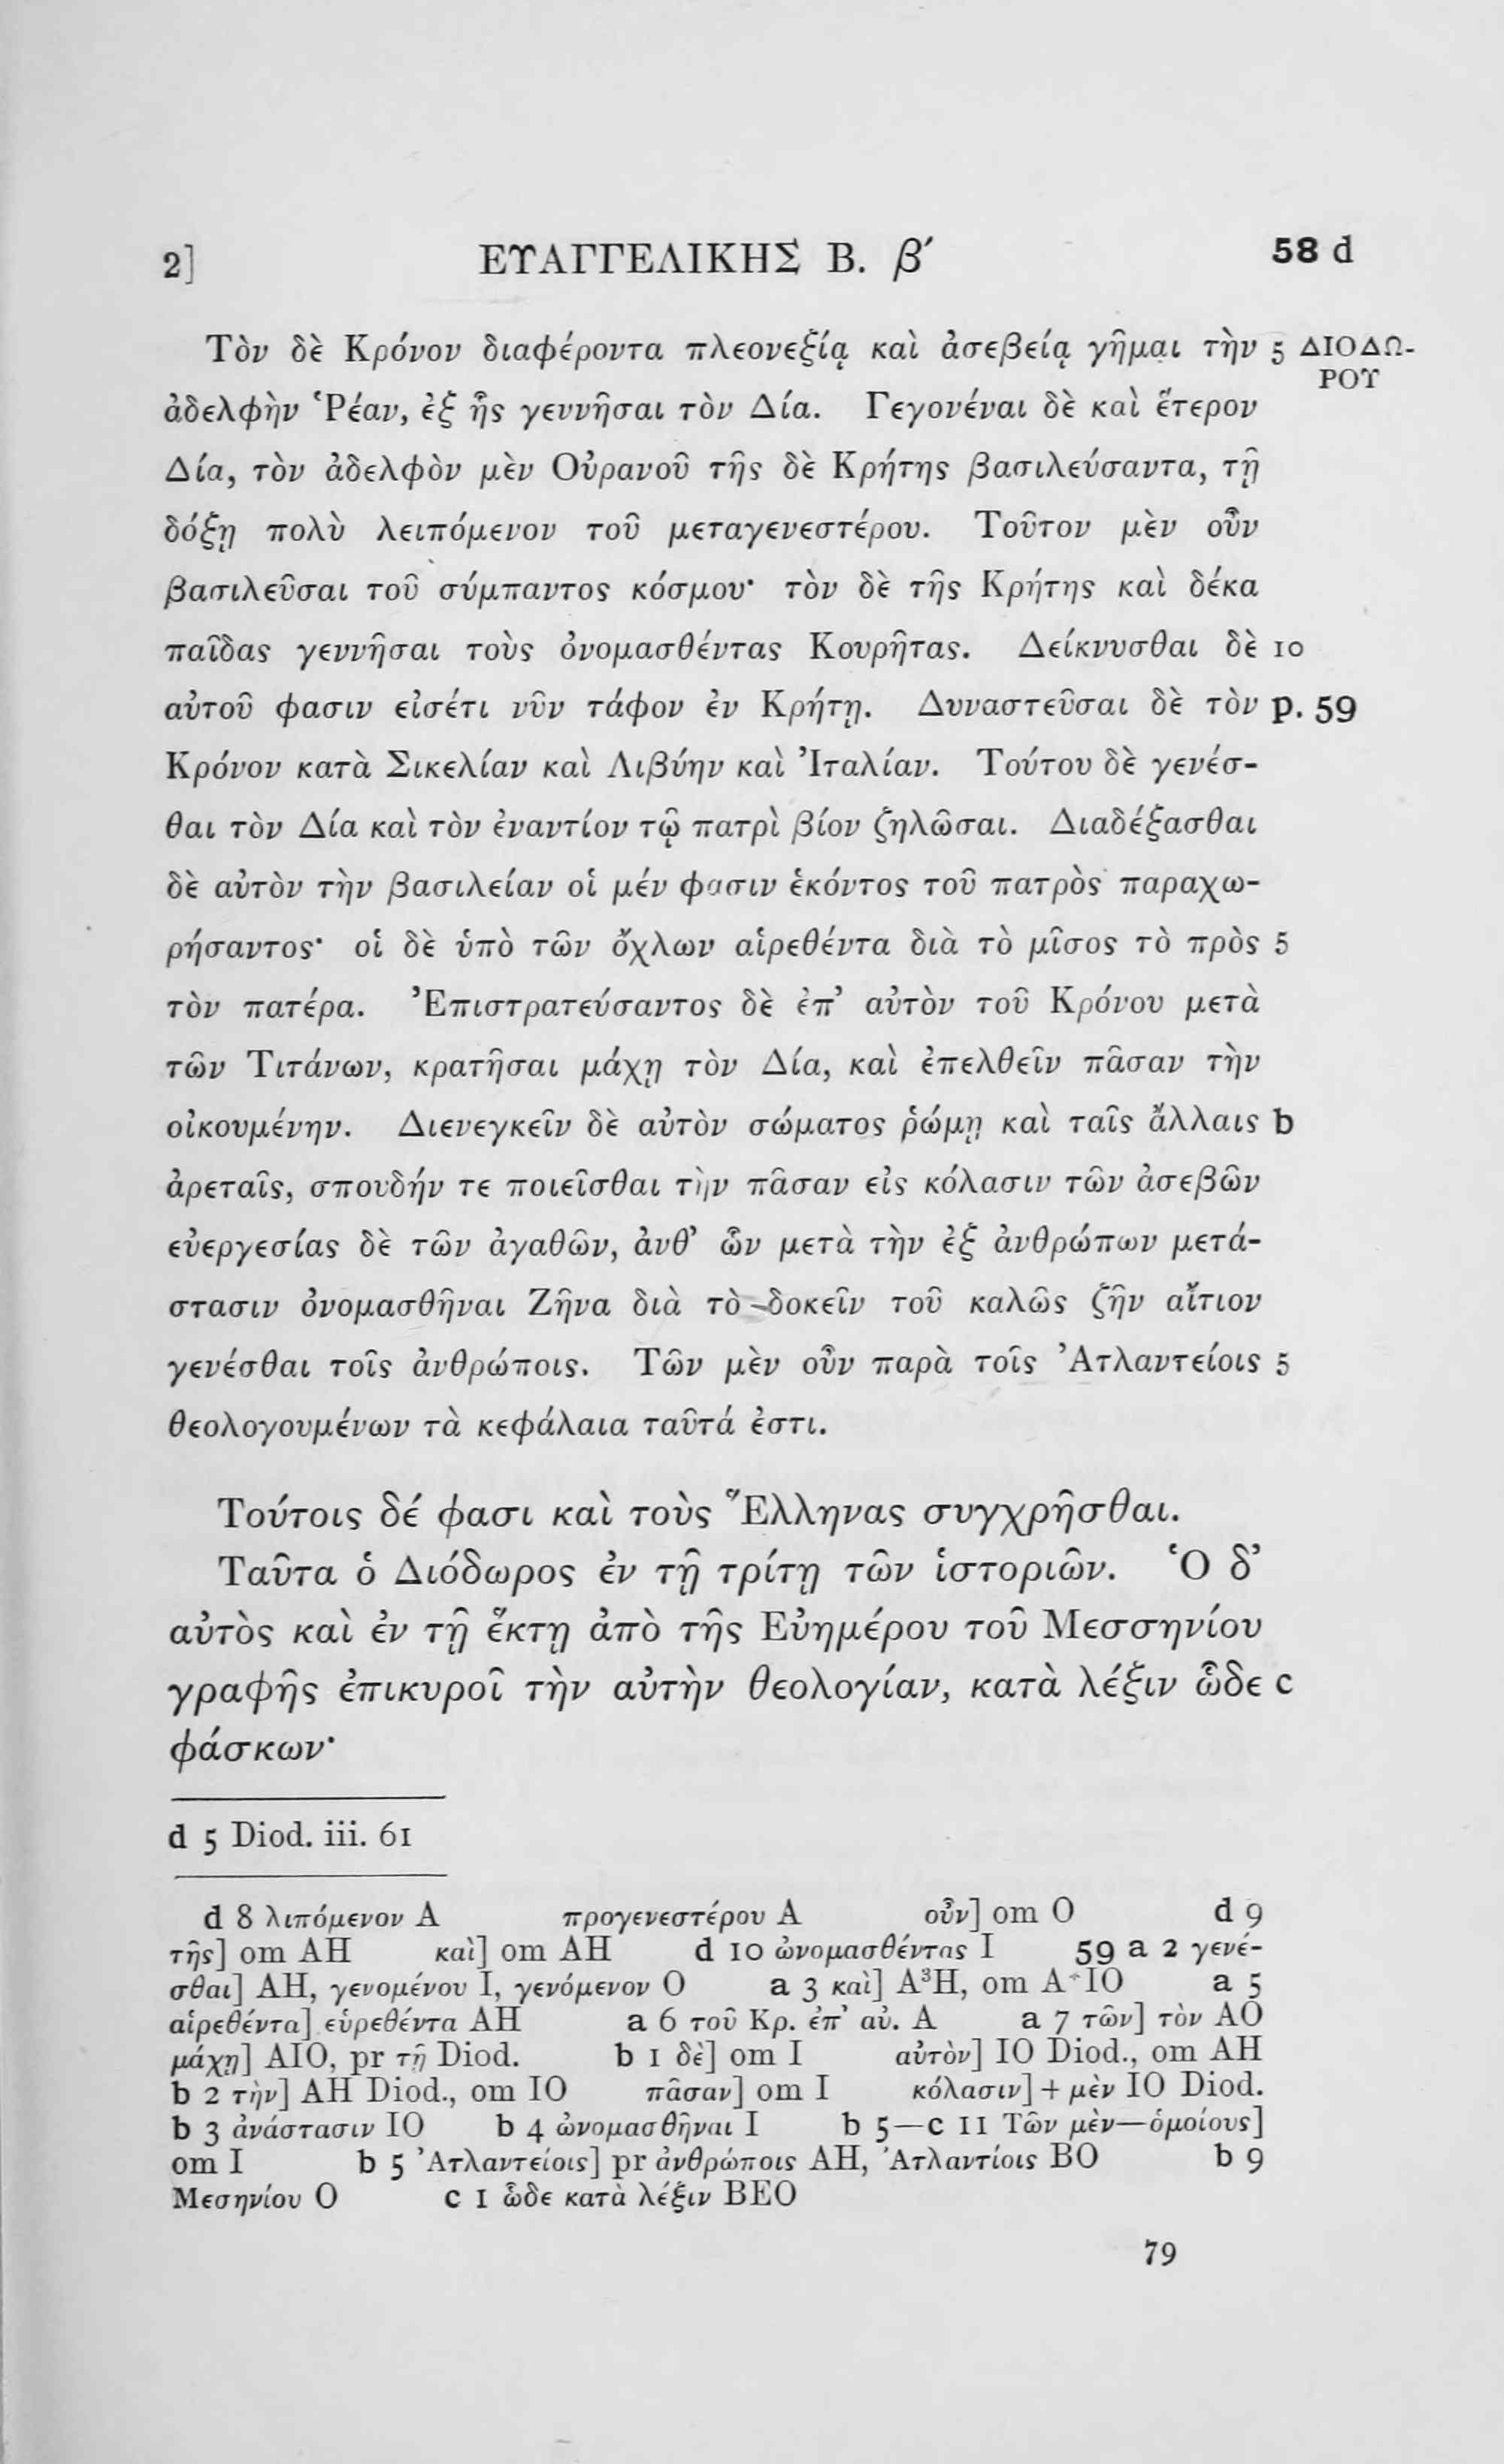 2] ΕΥΑΓΓΕΛΙΚΗΣ Β. β′ 58 d
Τὸν δὲ Κρόνον διαφέροντα πλεονεξίᾳ καὶ ἀσεβείᾳ γῆμαι τὴν 5 ΔΙΟΔΩ-
ΡΟΥ
ἀδελφὴν Ῥέαν, ἐξ ἧς γεννῆσαι τὸν Δία. Γεγονέναι δὲ καὶ ἕτερον
Δία, τὸν ἀδελφὸν μὲν Οὐρανοῦ τῆς δὲ Κρήτης βασιλεύσαντα, τῇ
δόξῃ πολὺ λειπόμενον τοῦ μεταγενεστέρου. Τοῦτον μὲν οὖν
βασιλεῦσαι τοῦ σύμπαντος κόσμου· τὸν δὲ τῆς Κρήτης καὶ δέκα
παῖδας γεννῆσαι τοὺς ὀνομασθέντας Κουρῆτας. Δείκνυσθαι δὲ 10
αὐτοῦ φασιν εἰσέτι νῦν τάφον ἐν Κρήτῃ. Δυναστεῦσαι δὲ τὸν p. 59
Κρόνον κατὰ Σικελίαν καὶ Λιβύην καὶ Ἰταλίαν. Τούτου δὲ γενέσ-
θαι τὸν Δία καὶ τὸν ἐναντίον τῷ πατρὶ βίον ζηλῶσαι. Διαδέξασθαι
δὲ αὐτὸν τὴν βασιλείαν οἱ μέν φασιν ἑκόντος τοῦ πατρὸς παραχω-
ρήσαντος· οἱ δὲ ὑπὸ τῶν ὄχλων αἱρεθέντα διὰ τὸ μῖσος τὸ πρὸς 5
τὸν πατέρα. Ἐπιστρατεύσαντος δὲ ἐπ’ αὐτὸν τοῦ Κρόνου μετὰ
τῶν Τιτάνων, κρατῆσαι μάχῃ τὸν Δία, καὶ ἐπελθεῖν πᾶσαν τὴν
οἰκουμένην. Διενεγκεῖν δὲ αὐτὸν σώματος ῥώμῃ καὶ ταῖς ἄλλαις b
ἀρεταῖς, σπουδήν τε ποιεῖσθαι τὴν πᾶσαν εἰς κόλασιν τῶν ἀσεβῶν
εὐεργεσίας δὲ τῶν ἀγαθῶν, ἀνθ’ ὧν μετὰ τὴν ἐξ ἀνθρώπων μετά-
στασιν ὀνομασθῆναι Ζῆνα διὰ τὸ δοκεῖν τοῦ καλῶς ζῆν αἴτιον
γενέσθαι τοῖς ἀνθρώποις. Τῶν μὲν οὖν παρὰ τοῖς Ἀτλαντείοις 5
θεολογουμένων τὰ κεφάλαια ταῦτά ἐστι.
Τούτοις δέ φασι καὶ τοὺς Ἕλληνας συγχρῆσθαι.
Ταῦτα ὁ Διόδωρος ἐν τῇ τρίτῃ τῶν ἱστοριῶν. Ὁ δ’
αὐτὸς καὶ ἐν τῇ ἕκτῃ ἀπὸ τῆς Εὐημέρου τοῦ Μεσσηνίου
γραφῆς ἐπικυροῖ τὴν αὐτὴν θεολογίαν, κατὰ λέξιν ὧδε c
φάσκων·
d 5 Diod. iii. 61
d 8 λιπόμενον A προγενεστέρου A οὖν] om O d 9
τῆς] om AH καὶ] om AH d 10 ὠνομασθέντας I 59 a 2 γενέ-
σθαι] AH, γενομένου I, γενόμενον O a 3 καὶ] A³H, om A*IO a 5
αἱρεθέντα] εὑρεθέντα AH a 6 τοῦ Κρ. ἐπ’ αὐ. A a 7 τῶν] τὸν AO
μάχῃ] AIO, pr τῇ Diod. b 1 δὲ] om I αὐτὸν] IO Diod., om AH
b 2 τὴν] AH Diod., om IO πᾶσαν] om I κόλασιν] + μὲν IO Diod.
b 3 ἀνάστασιν IO b 4 ὠνομασθῆναι I b 5—c 11 Τῶν μὲν—ὁμοίους]
om I b 5 Ἀτλαντείοις] pr ἀνθρώποις AH, Ἀτλαντίοις BO b 9
Μεσηνίου O c 1 ὧδε κατὰ λέξιν BEO
79